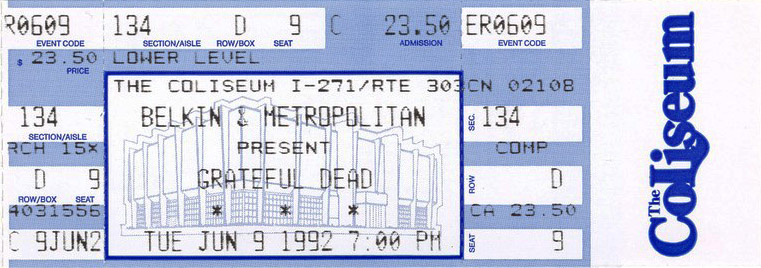 R0609 134 D 9 C 23.50 ER0609
EVENT CODE SECTION/AISLE ROW/BOX SEAT ADMISSION EVENT CODE
$ 23.50 LOWER LEVEL
PRICE
THE COLISEUM I-271/RTE 303 CN 02108
134 BELKIN & METROPOLITAN SEC. 134
SECTION/AISLE
RCH 15X PRESENT COMP
D 9 GRATEFUL DEAD ROW D
ROW/BOX SEAT
4031556 * * * CA 23.50
C 9JUN2 TUE JUN 9 1992 7:00 PM SEAT 9
The Coliseum